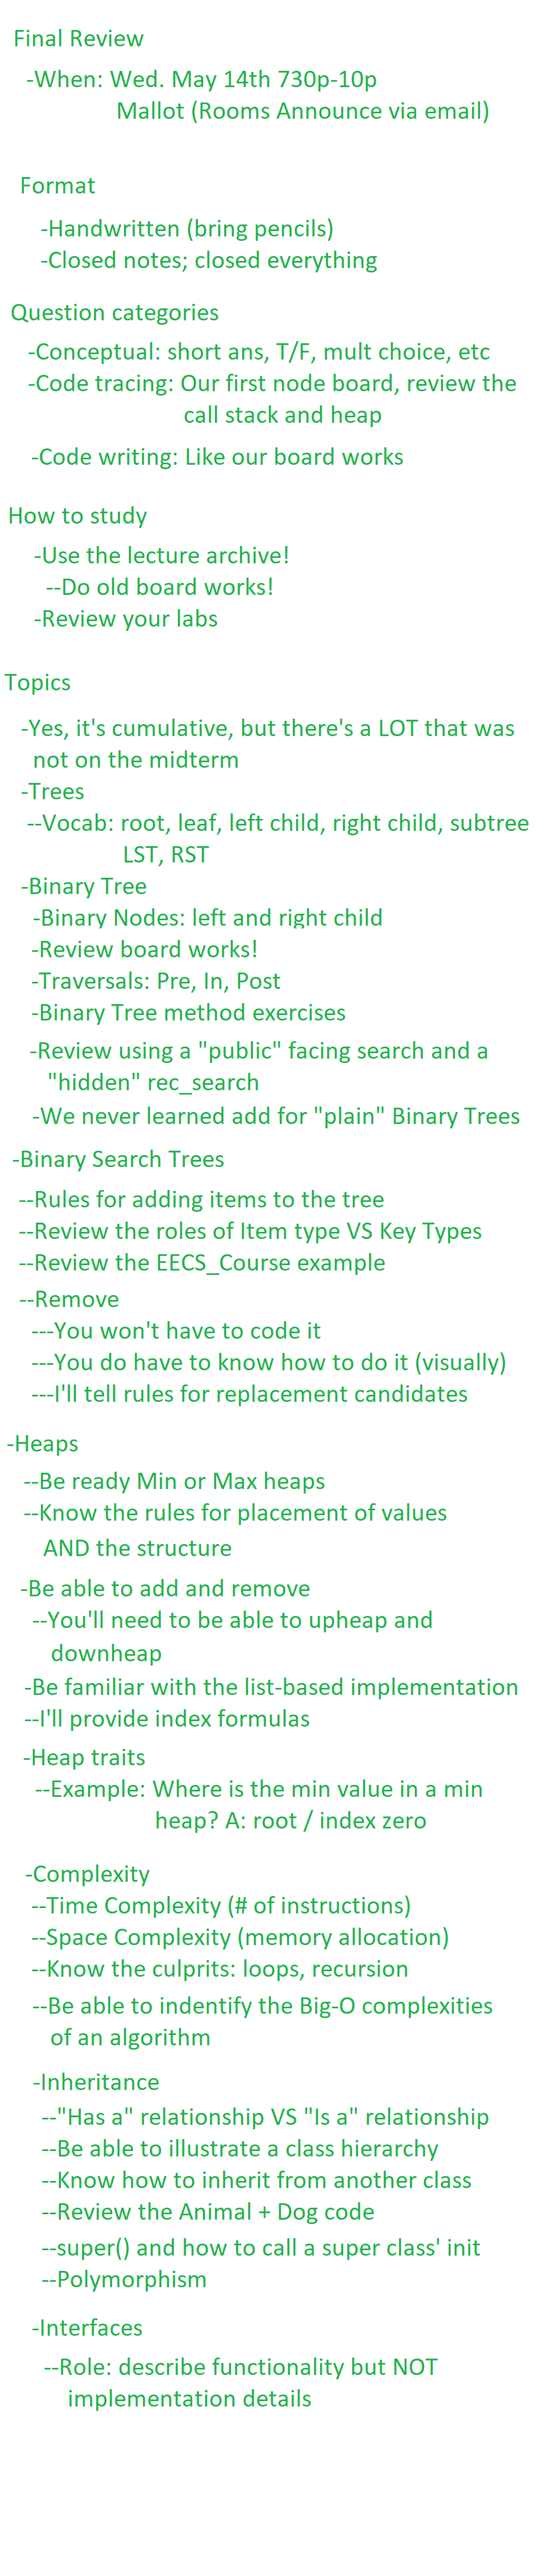 Final Review
-When: Wed. May 14th 730p-10p
Mallot (Rooms Announce via email)
Format
-Handwritten (bring pencils)
-Closed notes; closed everything
Question categories
-Conceptual: short ans, T/F, mult choice, etc
-Code tracing: Our first node board, review the
call stack and heap
-Code writing: Like our board works
How to study
-Use the lecture archive!
--Do old board works!
-Review your labs
Topics
-Yes, it's cumulative, but there's a LOT that was
not on the midterm
-Trees
--Vocab: root, leaf, left child, right child, subtree
LST, RST
-Binary Tree
-Binary Nodes: left and right child
-Review board works!
-Traversals: Pre, In, Post
-Binary Tree method exercises
-Review using a "public" facing search and a
"hidden" rec_search
-We never learned add for "plain" Binary Trees
-Binary Search Trees
--Rules for adding items to the tree
--Review the roles of Item type VS Key Types
--Review the EECS_Course example
--Remove
---You won't have to code it
---You do have to know how to do it (visually)
---I'll tell rules for replacement candidates
-Heaps
--Be ready Min or Max heaps
--Know the rules for placement of values
AND the structure
-Be able to add and remove
--You'll need to be able to upheap and
downheap
-Be familiar with the list-based implementation
--I'll provide index formulas
-Heap traits
--Example: Where is the min value in a min
heap? A: root / index zero
-Complexity
--Time Complexity (# of instructions)
--Space Complexity (memory allocation)
--Know the culprits: loops, recursion
--Be able to indentify the Big-O complexities
of an algorithm
-Inheritance
--"Has a" relationship VS "Is a" relationship
--Be able to illustrate a class hierarchy
--Know how to inherit from another class
--Review the Animal + Dog code
--super() and how to call a super class' init
--Polymorphism
-Interfaces
--Role: describe functionality but NOT
implementation details